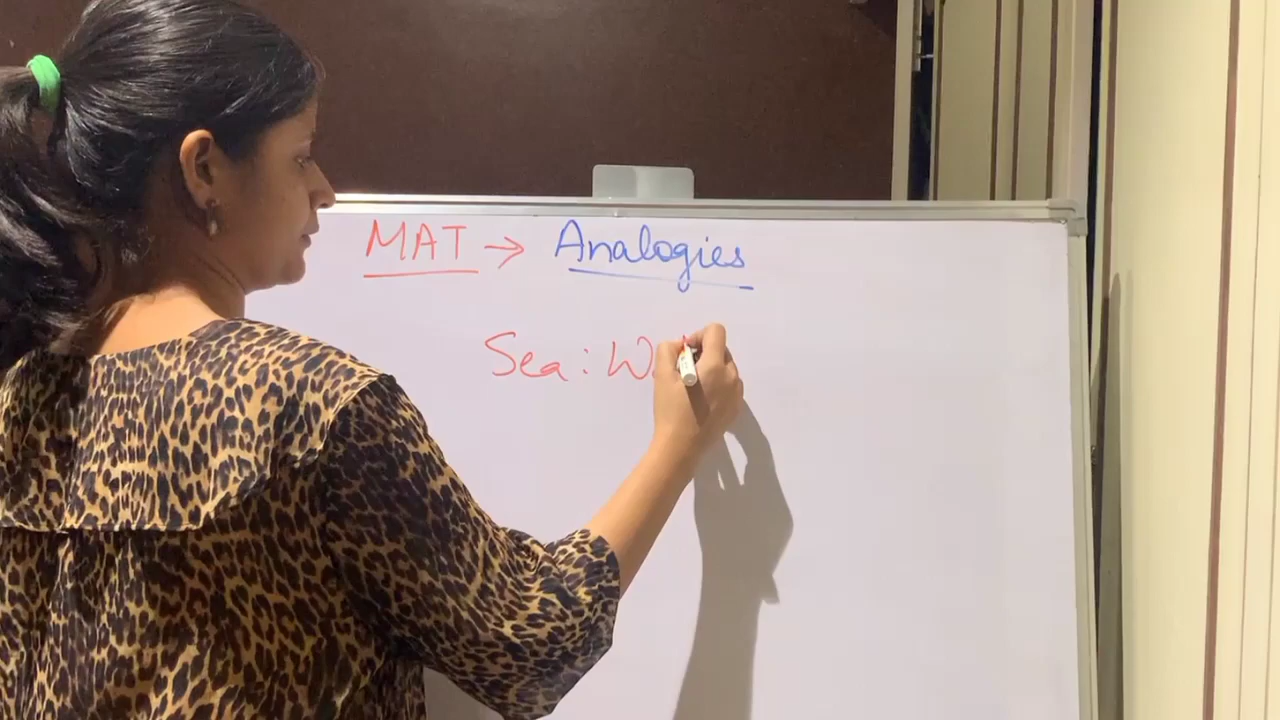 MAT → Analogies
Sea :